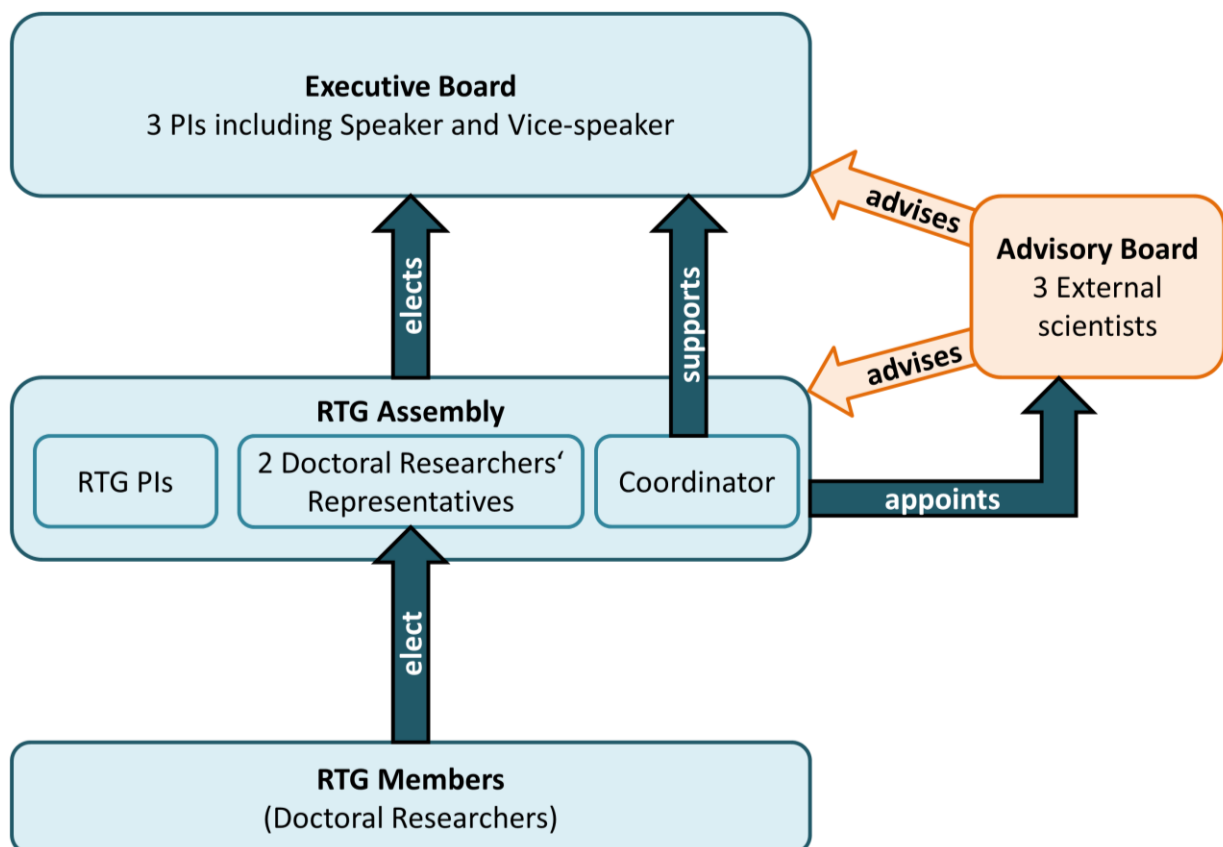 Executive Board
3 PIs including Speaker and Vice-speaker
advises
Advisory Board
3 External
scientists
elects
supports
advises
RTG Assembly
RTG PIs
2 Doctoral Researchers‘
Representatives
Coordinator
appoints
elect
RTG Members
(Doctoral Researchers)